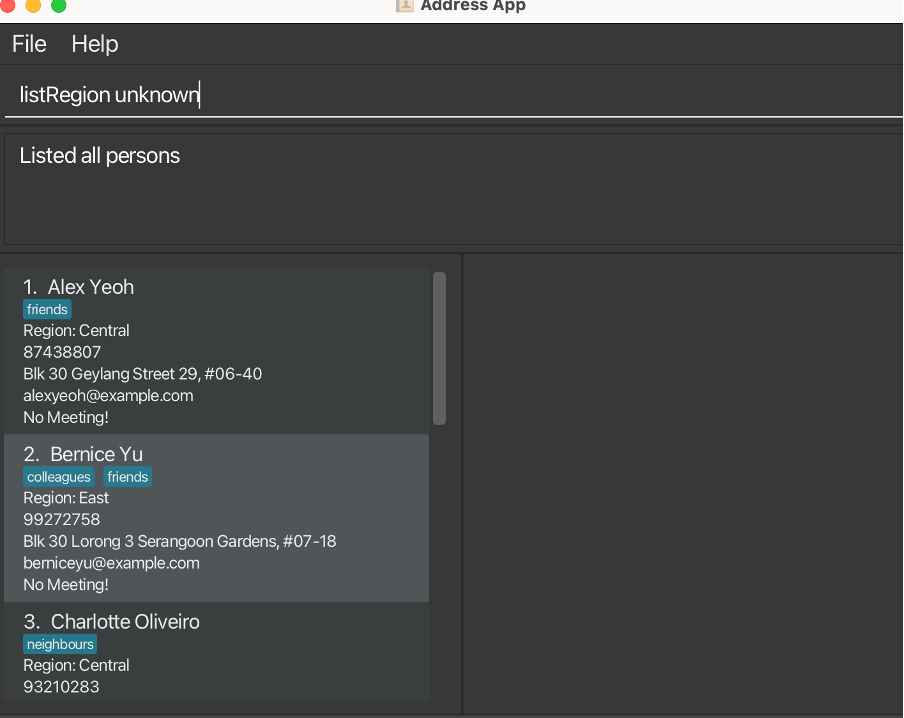 Address App
File Help
listRegion unknown
Listed all persons
1. Alex Yeoh
friends
Region: Central
87438807
Blk 30 Geylang Street 29, #06-40
alexyeoh@example.com
No Meeting!
2. Bernice Yu
colleagues friends
Region: East
99272758
Blk 30 Lorong 3 Serangoon Gardens, #07-18
berniceyu@example.com
No Meeting!
3. Charlotte Oliveiro
neighbours
Region: Central
93210283